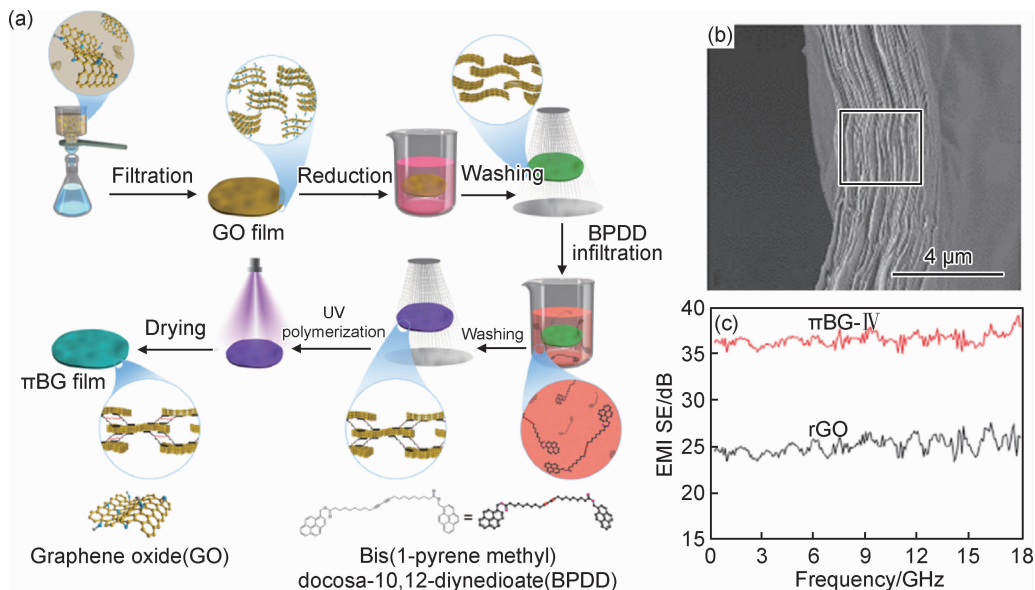 (a)
Filtration
GO film
Reduction
Washing
BPDD
infiltration
Washing
UV
polymerization
Drying
πBG film
Graphene oxide(GO)
=
Bis(1-pyrene methyl)
docosa-10,12-diynedioate(BPDD)
(b)
4 μm
(c)
πBG-Ⅳ
rGO
EMI SE/dB
40
35
30
25
20
15
0 3 6 9 12 15 18
Frequency/GHz